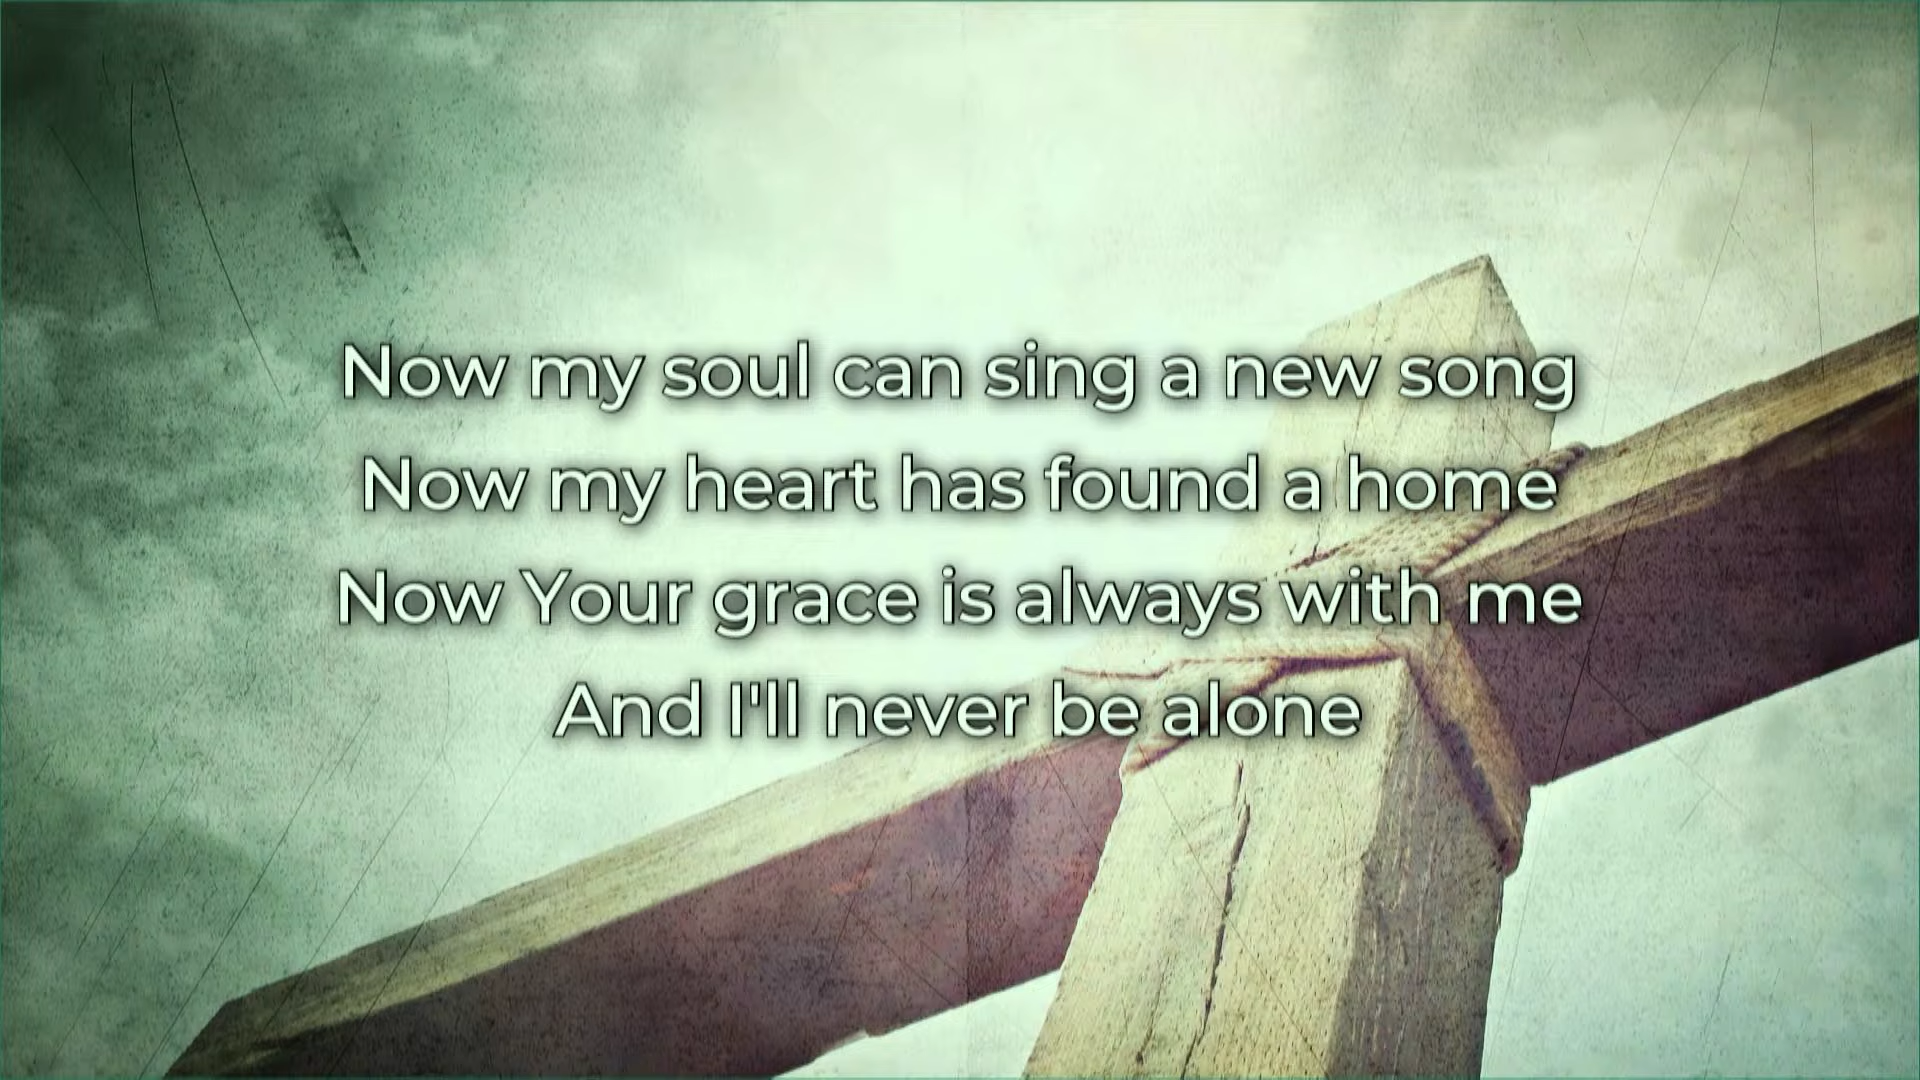 Now my soul can sing a new song
Now my heart has found a home
Now Your grace is always with me
And I'll never be alone